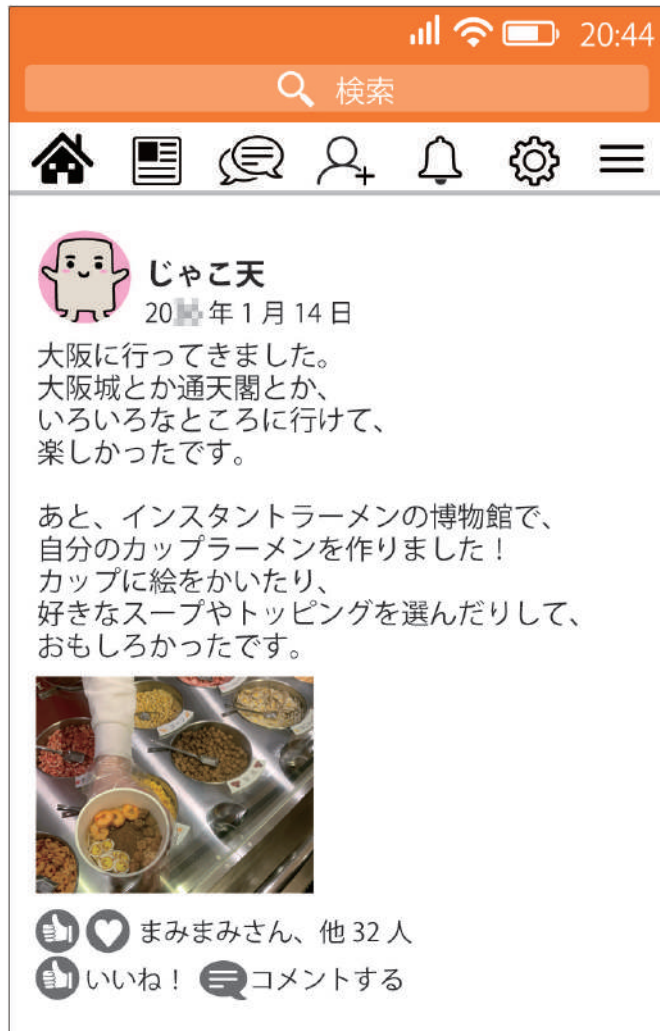 20:44
検索
じゃこ天
20 年 1 月 14 日
大阪に行ってきました。
大阪城とか通天閣とか、
いろいろなところに行けて、
楽しかったです。
あと、インスタントラーメンの博物館で、
自分のカップラーメンを作りました！
カップに絵をかいたり、
好きなスープやトッピングを選んだりして、
おもしろかったです。
まみまみさん、他 32 人
いいね！ コメントする